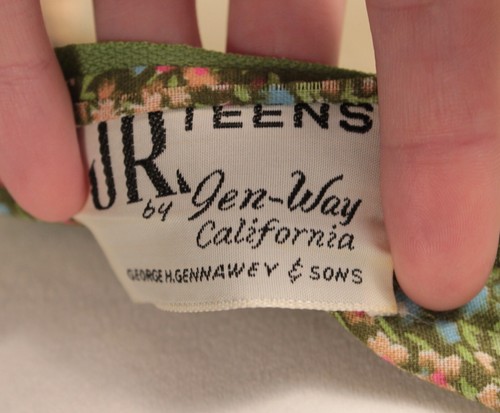 JR. TEENS
by Gen-Way
California
GEORGE H. GENNAWEY & SONS